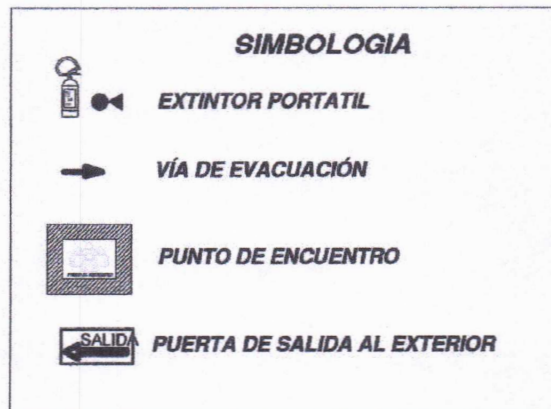 SIMBOLOGIA
EXTINTOR PORTATIL
VÍA DE EVACUACIÓN
PUNTO DE ENCUENTRO
SALIDA
PUERTA DE SALIDA AL EXTERIOR